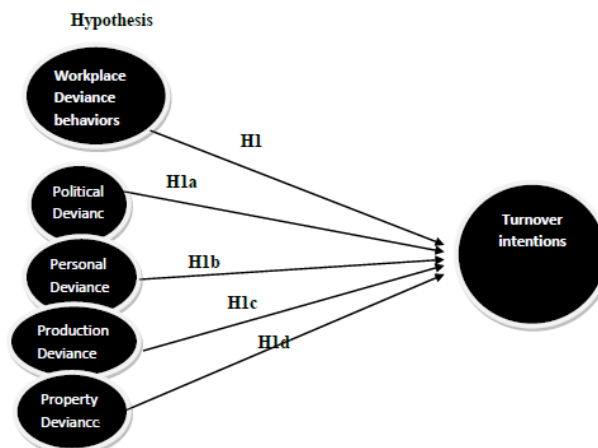 Hypothesis
Workplace
Deviance
behaviors
H1
Political
Devianc
H1a
Personal
Deviance
H1b
Production
Deviance
H1c
Property
Deviancc
H1d
Turnover
intentions